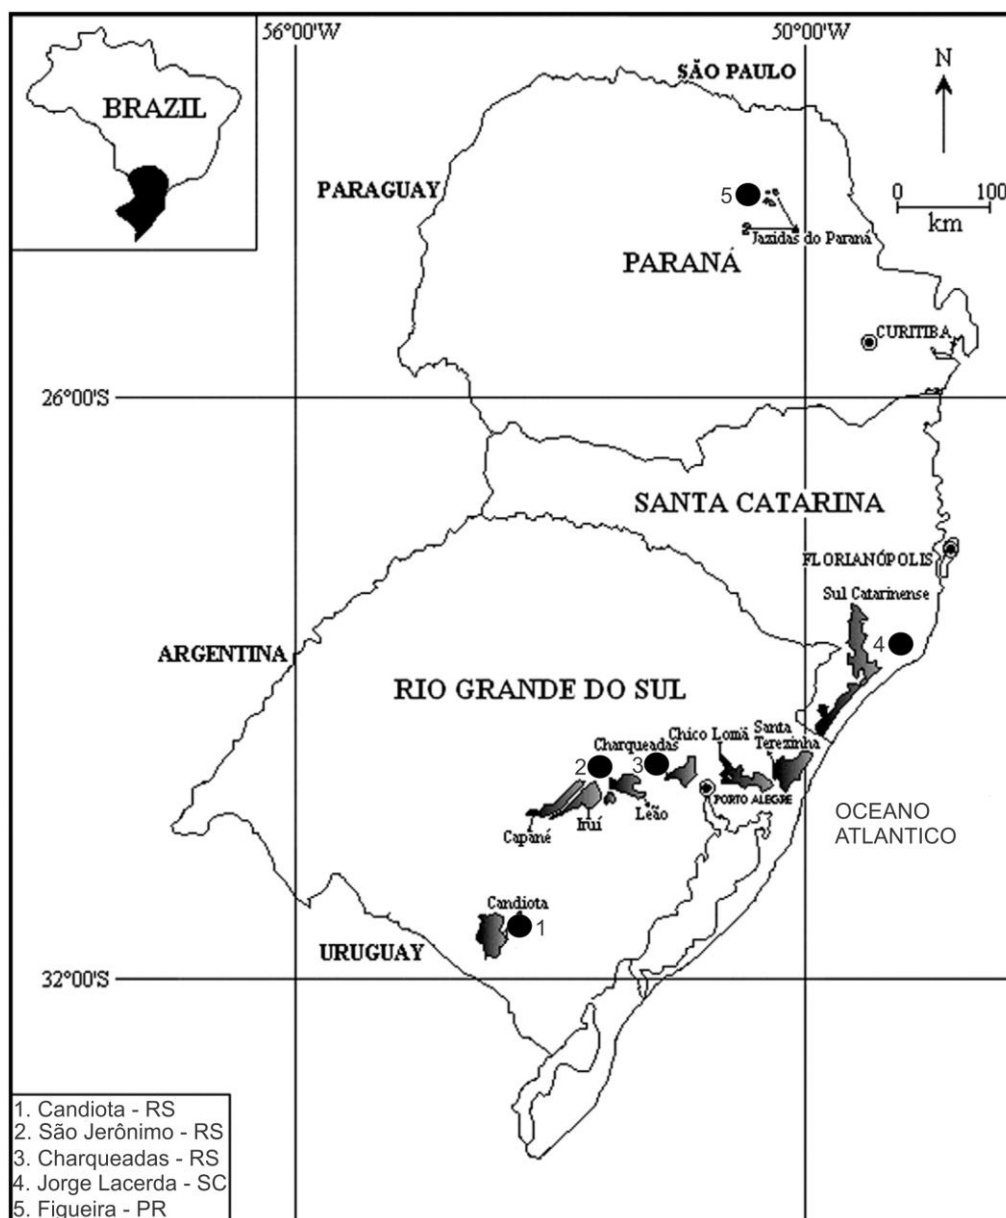 56°00'W
50°00'W
BRAZIL
SÃO PAULO
N
PARAGUAY
5
0 100
km
2
Jazidas do Paraná
PARANÁ
CURITIBA
26°00'S
SANTA CATARINA
FLORIANÓPOLIS
Sul Catarinense
4
ARGENTINA
RIO GRANDE DO SUL
Chico Lomã
Santa
Terezinha
Charqueadas
2
3
PORTO ALEGRE
Leão
Iruí
Capané
OCEANO
ATLANTICO
Candiota
1
URUGUAY
32°00'S
1. Candiota - RS
2. São Jerônimo - RS
3. Charqueadas - RS
4. Jorge Lacerda - SC
5. Figueira - PR